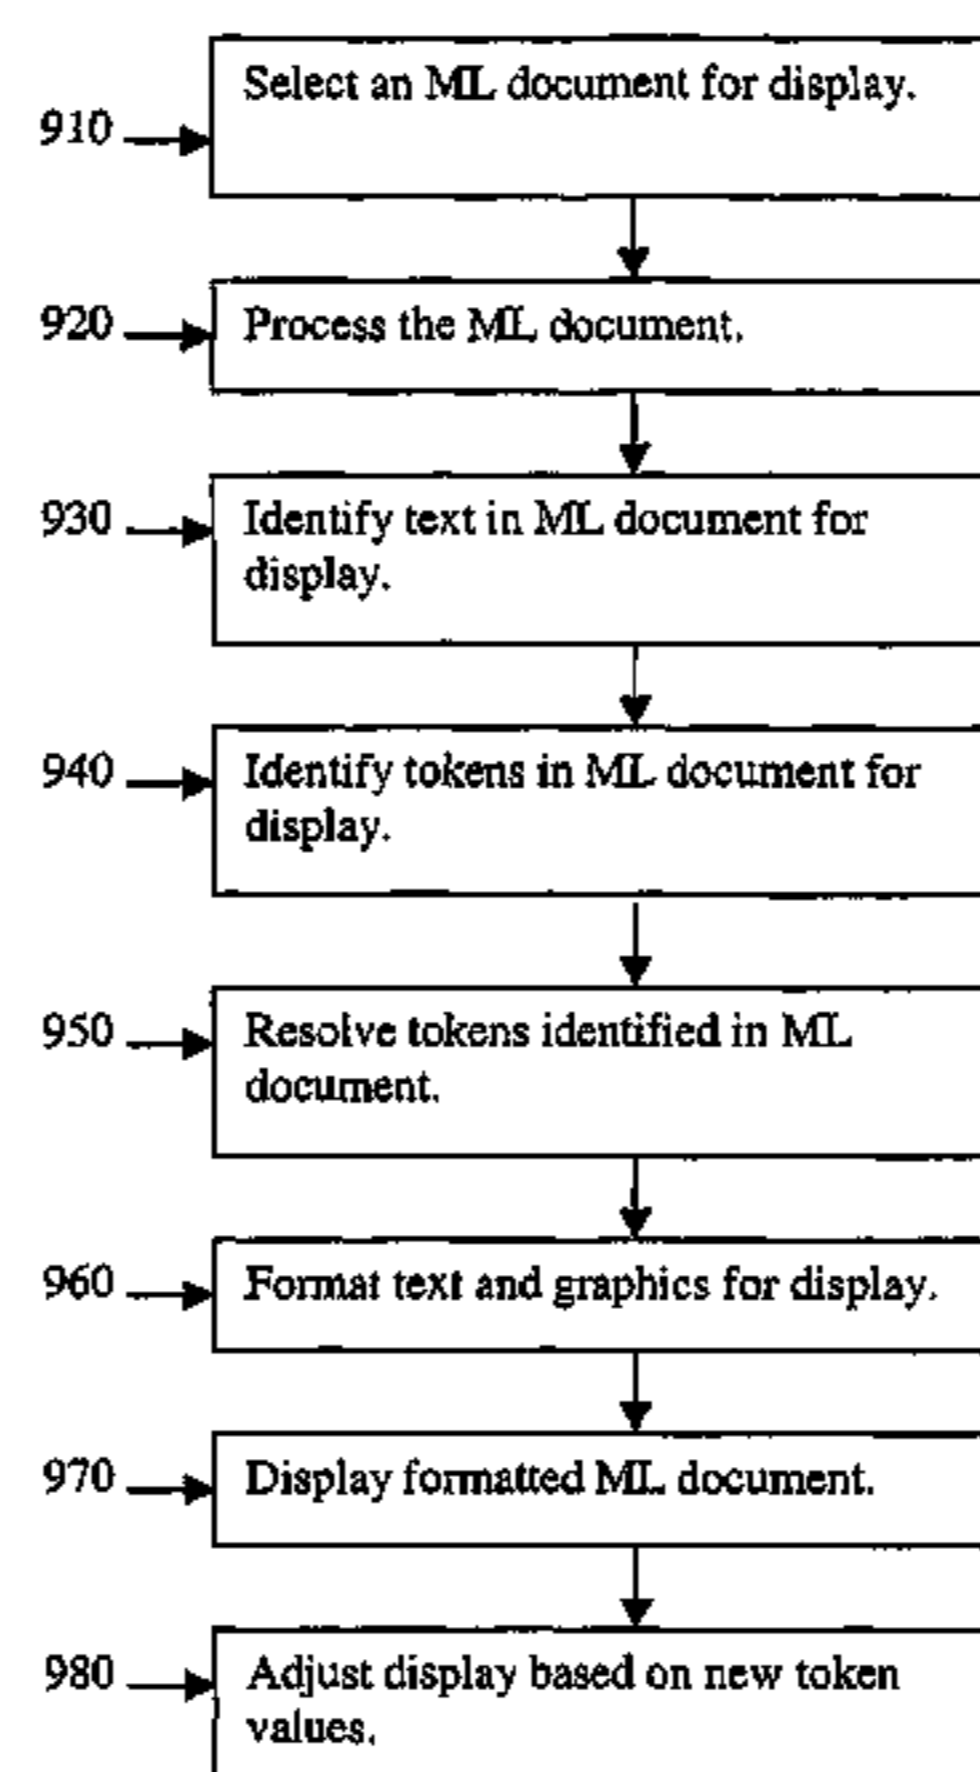 910
Select an ML document for display.
920
Process the ML document.
930
Identify text in ML document for
display.
940
Identify tokens in ML document for
display.
950
Resolve tokens identified in ML
document.
960
Format text and graphics for display.
970
Display formatted ML document.
980
Adjust display based on new token
values.